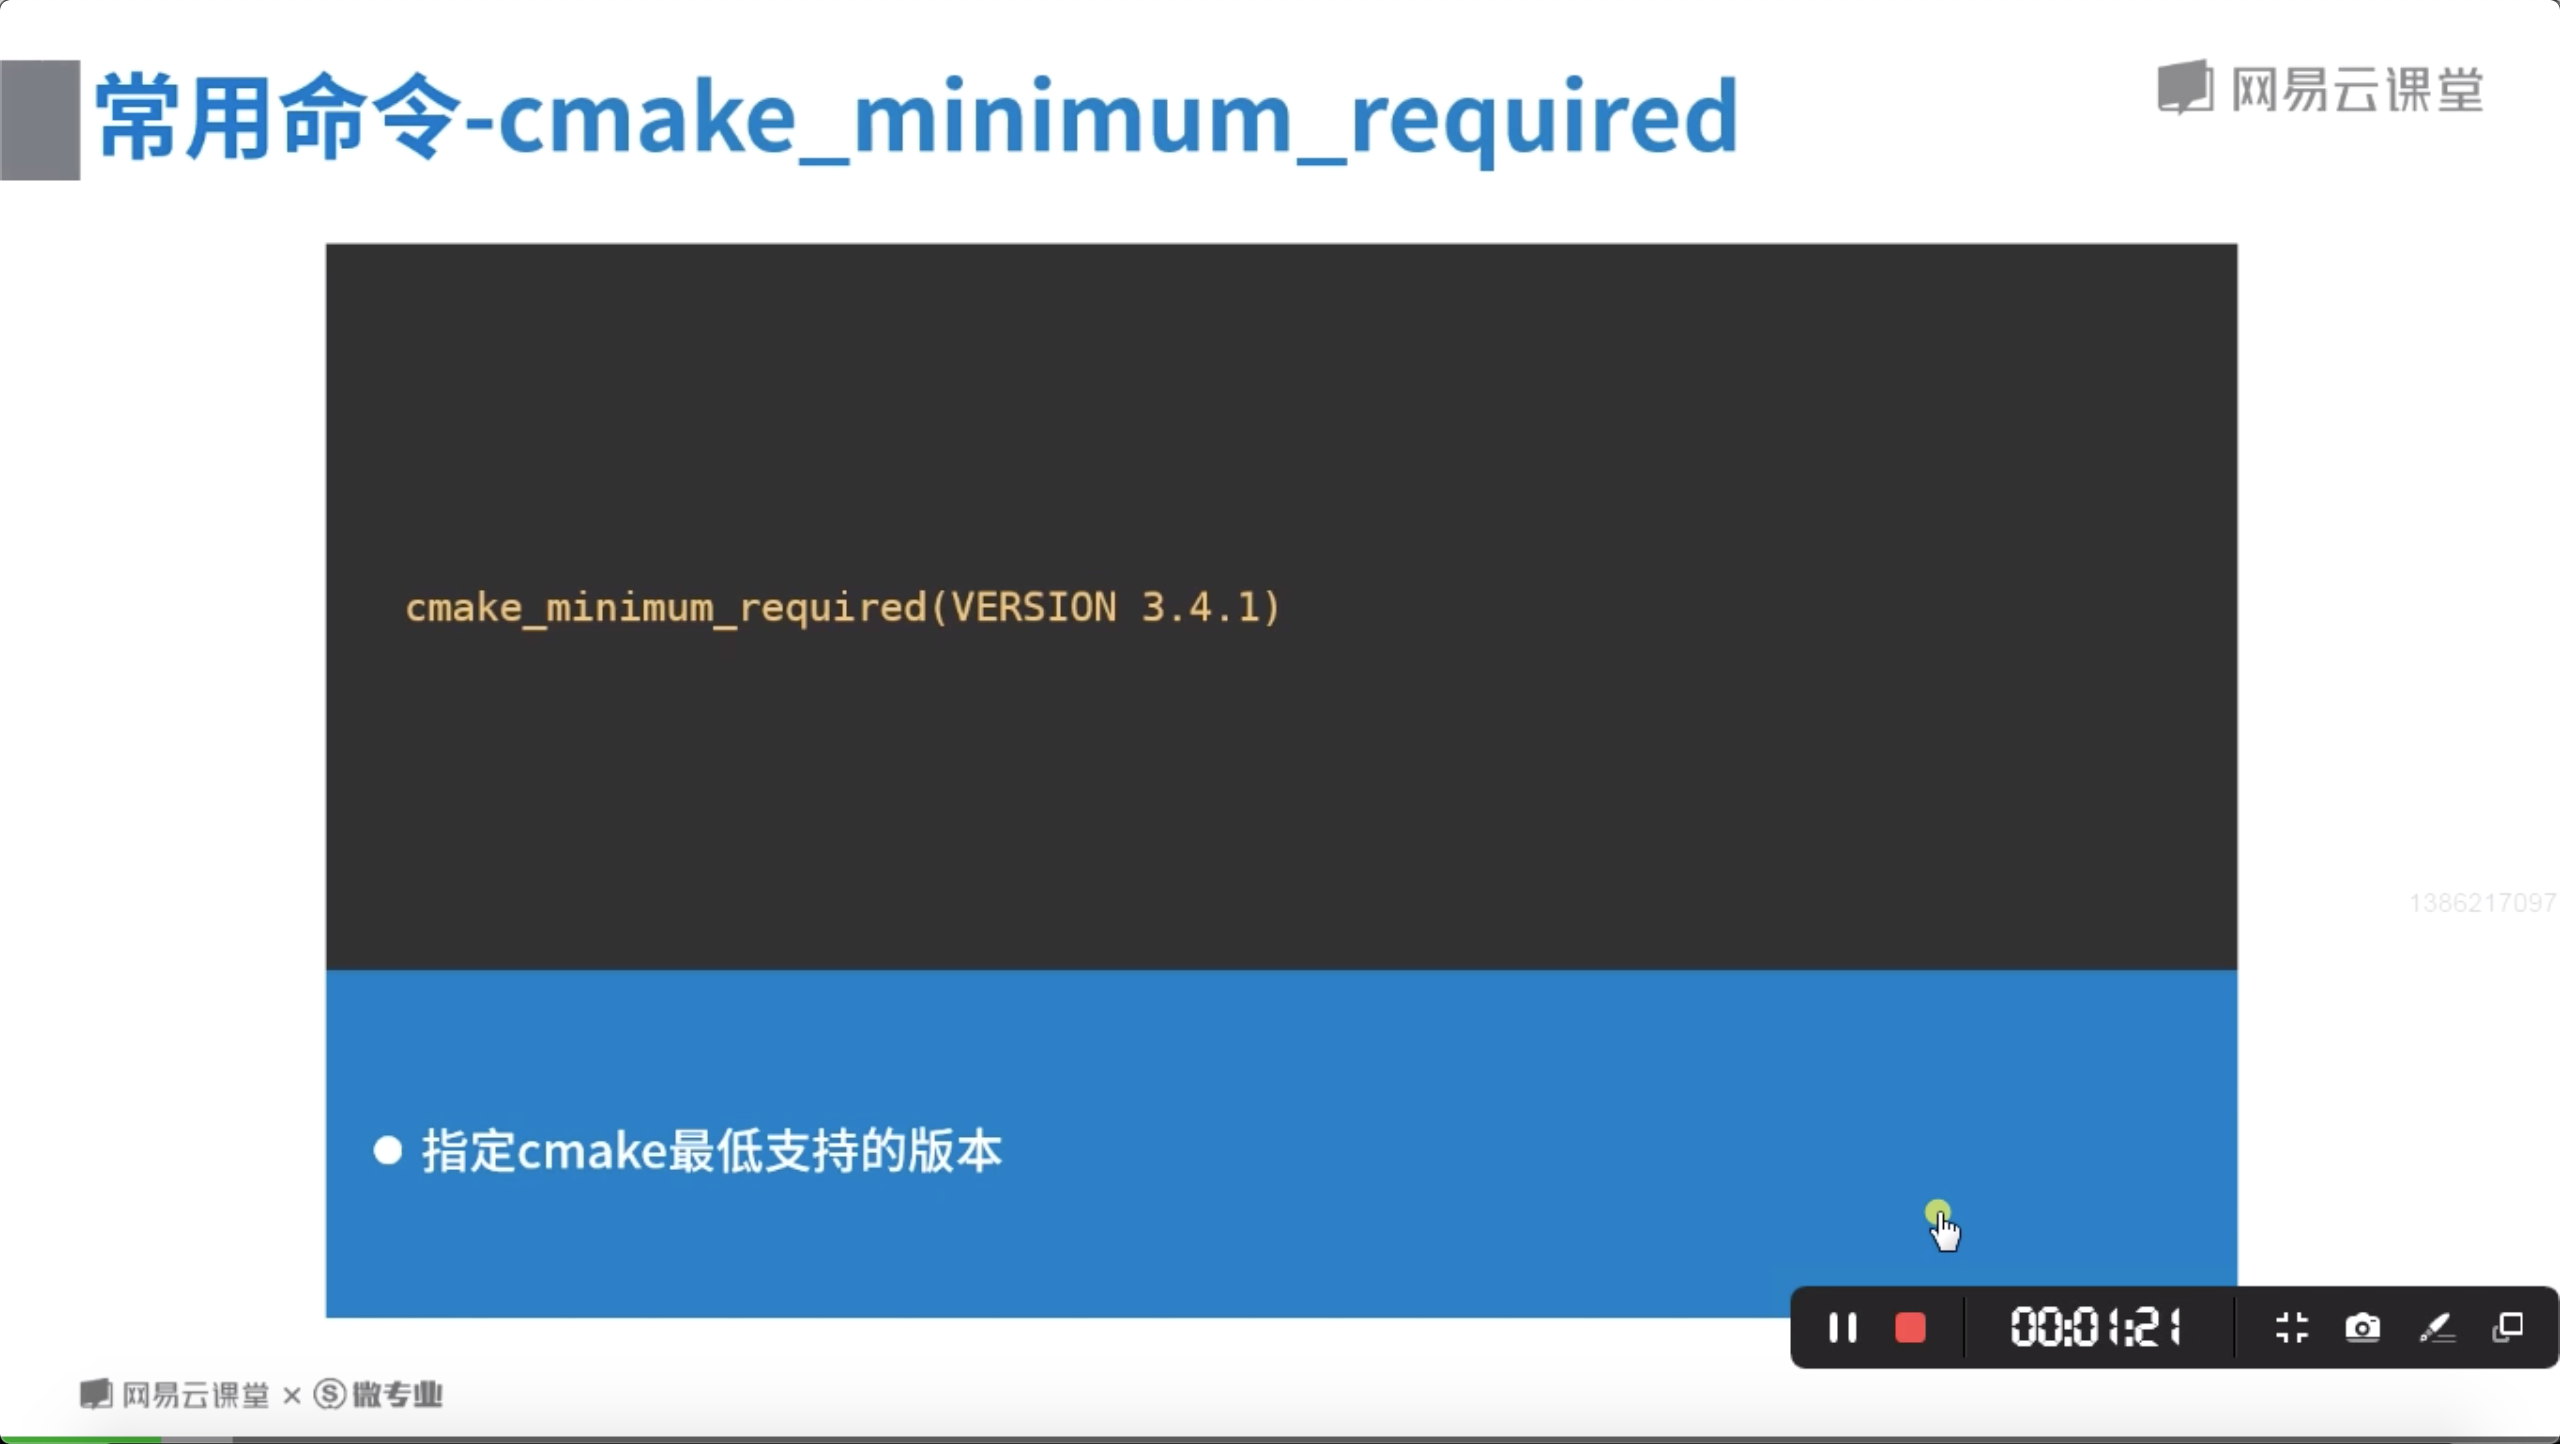 常用命令-cmake_minimum_required
网易云课堂
cmake_minimum_required(VERSION 3.4.1)
1386217097
指定cmake最低支持的版本
00:01:21
网易云课堂 × Ⓢ微专业